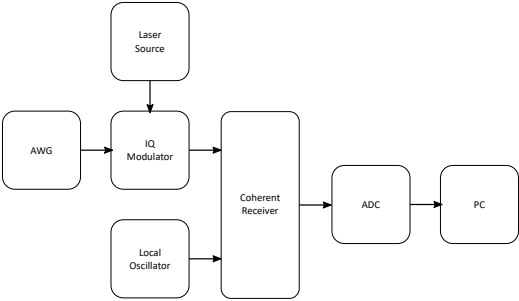 Laser
Source
AWG
IQ
Modulator
Coherent
Receiver
ADC
PC
Local
Oscillator